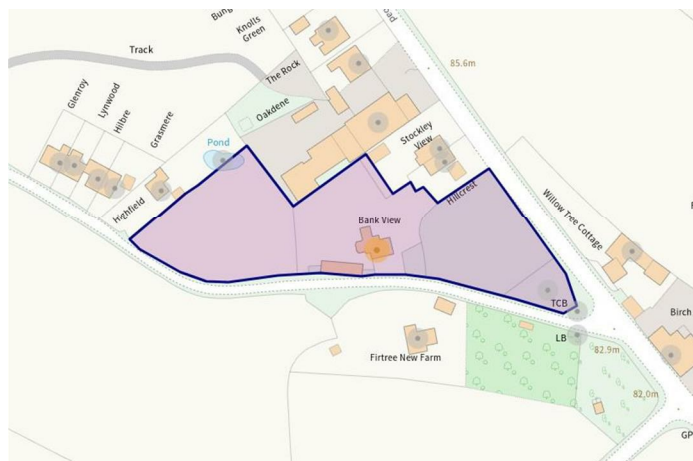 Bung
Knolls
Green
oad
Track
85.6m
The Rock
Glenroy
Lynwood
Hilbre
Oakdene
Grasmere
Stockley
View
Pond
Hillcrest
Willow Tree Cottage
Highfield
Bank View
TCB
Birch
LB
82.9m
Firtree New Farm
82.0m
GP